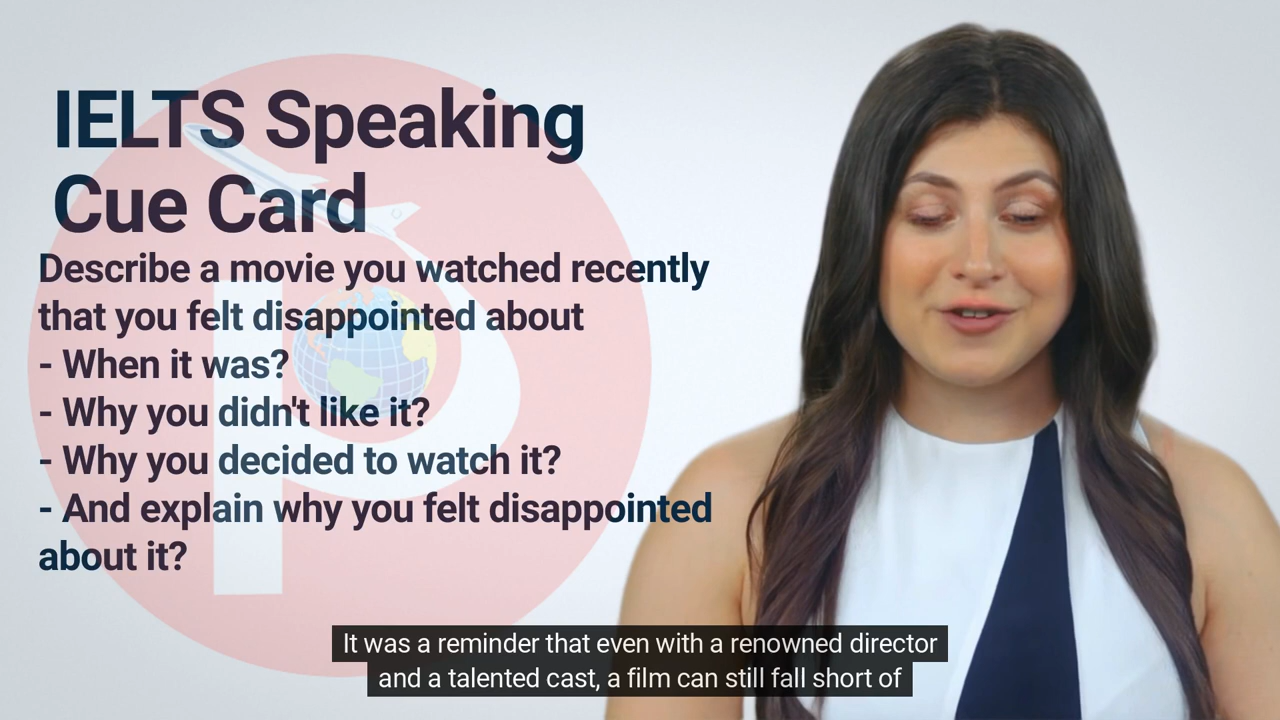 IELTS Speaking
Cue Card
Describe a movie you watched recently
that you felt disappointed about
- When it was?
- Why you didn't like it?
- Why you decided to watch it?
- And explain why you felt disappointed
about it?
It was a reminder that even with a renowned director
and a talented cast, a film can still fall short of